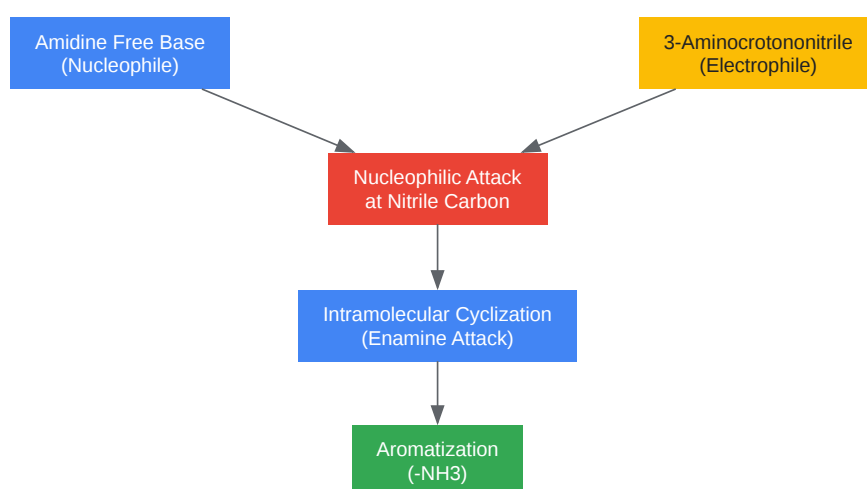 Amidine Free Base
(Nucleophile)
3-Aminocrotononitrile
(Electrophile)
Nucleophilic Attack
at Nitrile Carbon
Intramolecular Cyclization
(Enamine Attack)
Aromatization
(-NH3)